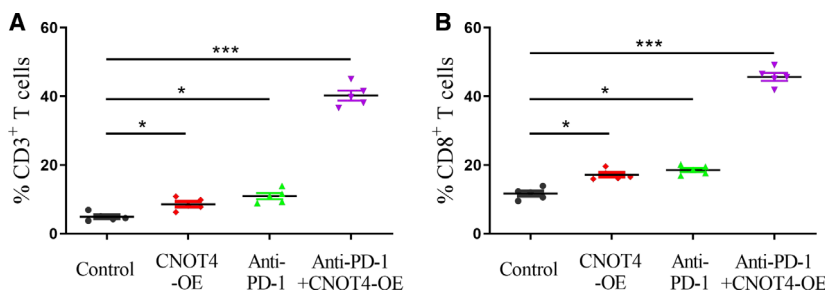 A
% CD3+ T cells
60
40
20
0
***
*
*
Control
CNOT4
-OE
Anti-
PD-1
Anti-PD-1
+CNOT4-OE
B
% CD8+ T cells
60
40
20
0
***
*
*
Control
CNOT4
-OE
Anti-
PD-1
Anti-PD-1
+CNOT4-OE